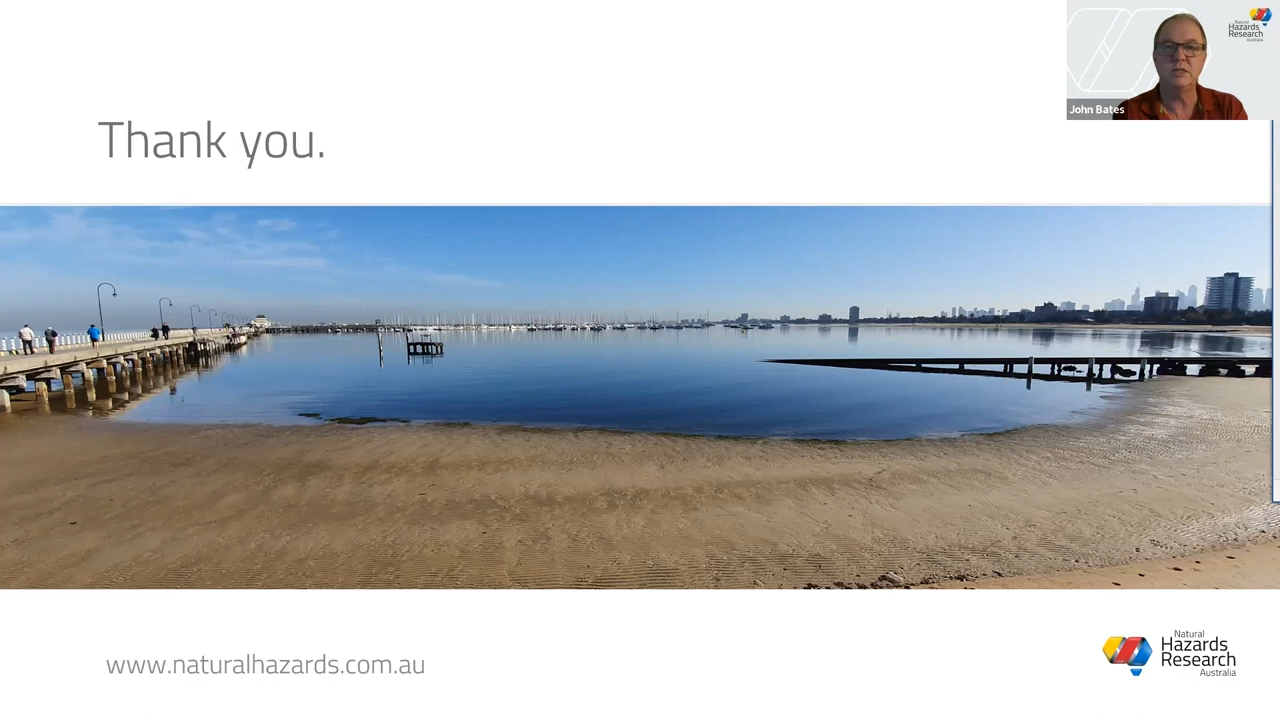 Natural
Hazards
Research
Australia
John Bates
Thank you.
www.naturalhazards.com.au
Natural
Hazards
Research
Australia